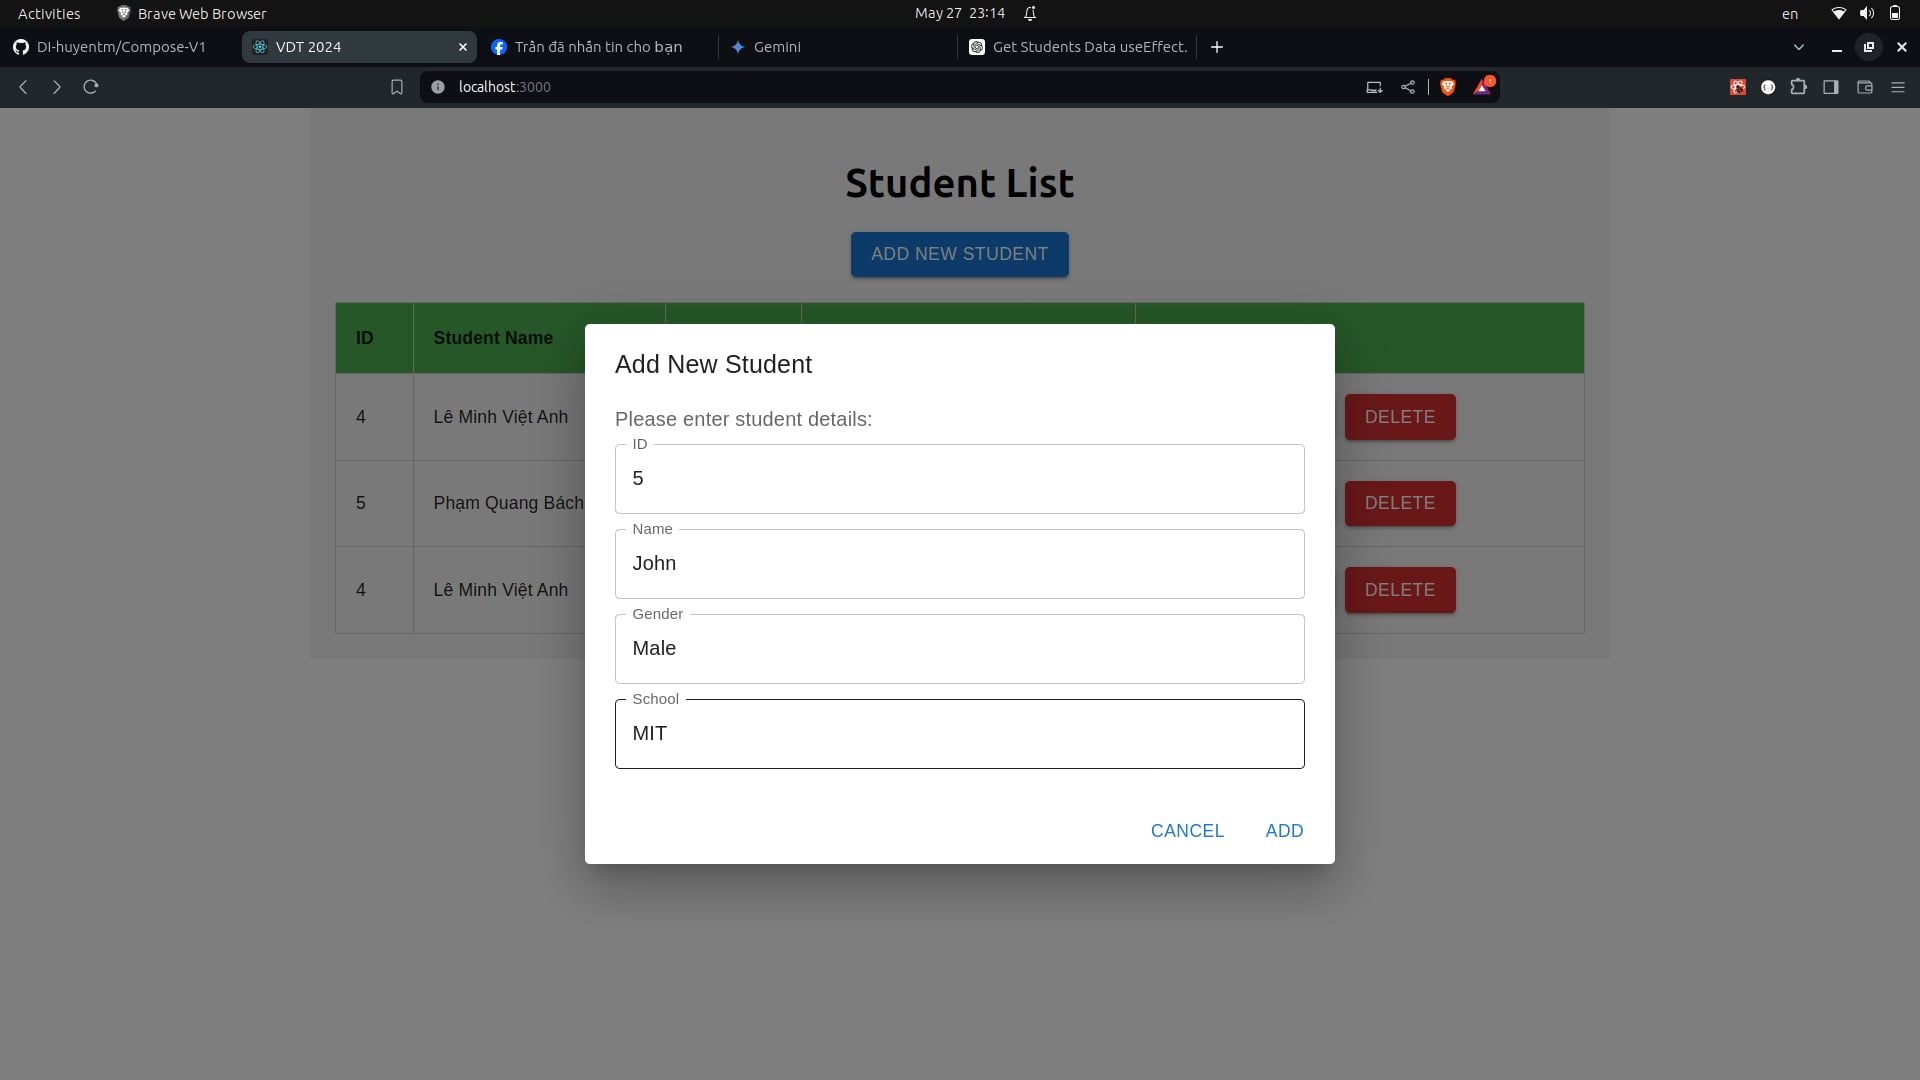 Activities Brave Web Browser May 27 23:14 en
DI-huyentm/Compose-V1 VDT 2024 Trần đã nhắn tin cho bạn Gemini Get Students Data useEffect.
localhost:3000
Student List
ADD NEW STUDENT
ID Student Name
4 Lê Minh Việt Anh DELETE
5 Phạm Quang Bách DELETE
4 Lê Minh Việt Anh DELETE
Add New Student
Please enter student details:
ID
5
Name
John
Gender
Male
School
MIT
CANCEL ADD